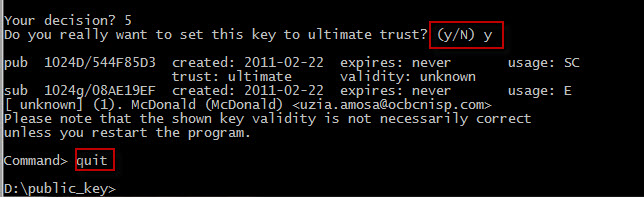 Your decision? 5
Do you really want to set this key to ultimate trust? (y/N) y
pub 1024D/544F85D3 created: 2011-02-22 expires: never usage: SC
trust: ultimate validity: unknown
sub 1024g/08AE19EF created: 2011-02-22 expires: never usage: E
[ unknown] (1). McDonald (McDonald) <uzia.amosa@ocbcnisp.com>
Please note that the shown key validity is not necessarily correct
unless you restart the program.
Command> quit
D:\public_key>